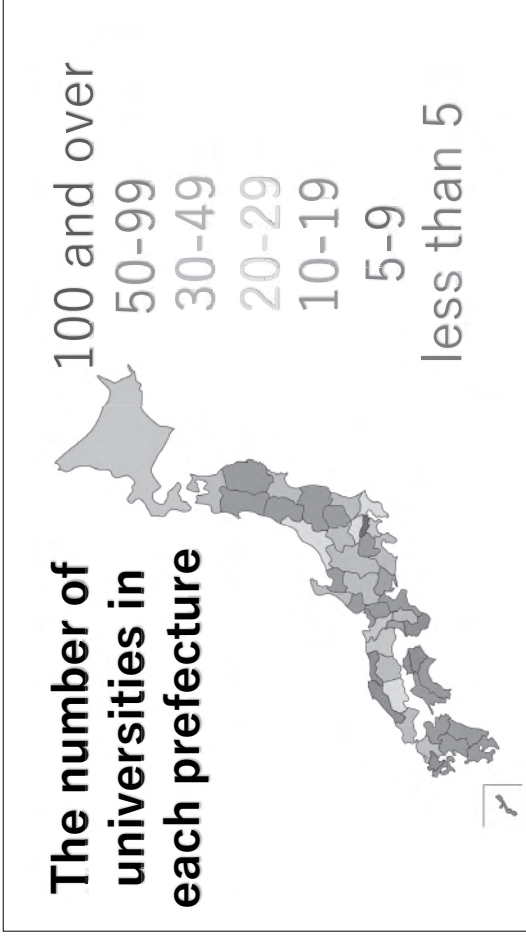 The number of
universities in
each prefecture
100 and over
50-99
30-49
20-29
10-19
5-9
less than 5